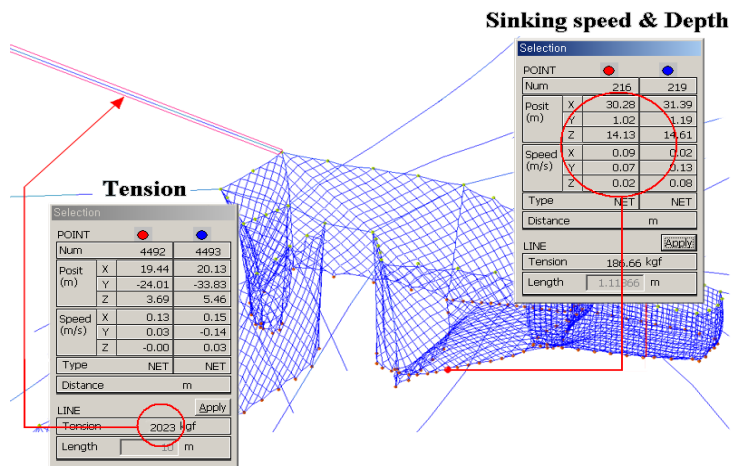 Sinking speed & Depth
Selection
POINT
Num 216 219
Posit (m) X 30.28 31.39
Y 1.02 1.19
Z 14.13 14.61
Speed (m/s) X 0.09 0.02
Y 0.07 0.13
Z 0.02 0.08
Type NET NET
Distance m
LINE Apply
Tension 186.66 kgf
Length m
Tension
Selection
POINT
Num 4492 4493
Posit (m) X 19.44 20.13
Y -24.01 -33.83
Z 3.69 5.46
Speed (m/s) X 0.13 0.15
Y 0.03 -0.14
Z -0.00 0.03
Type NET NET
Distance m
LINE Apply
Tension 2023 kgf
Length 10 m